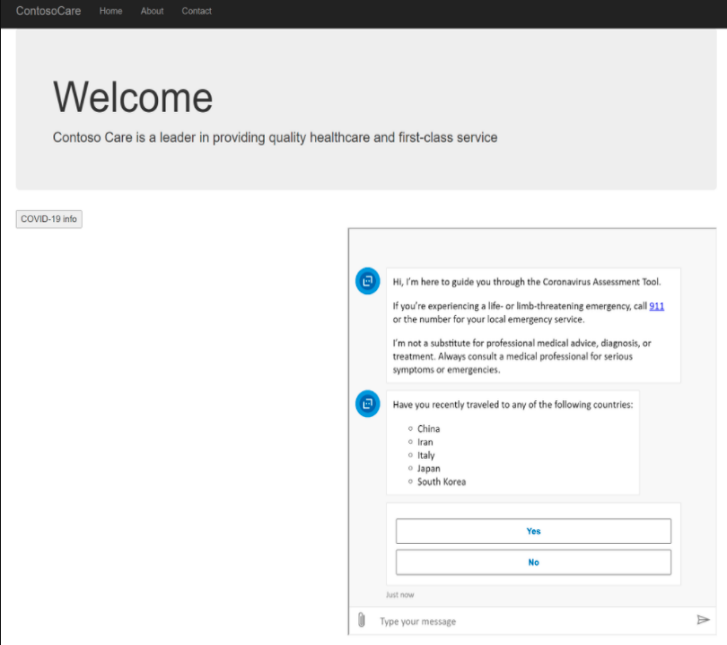 ContosoCare Home About Contact
Welcome
Contoso Care is a leader in providing quality healthcare and first-class service
COVID-19 info
Hi, I'm here to guide you through the Coronavirus Assessment Tool.
If you're experiencing a life- or limb-threatening emergency, call 911
or the number for your local emergency service.
I'm not a substitute for professional medical advice, diagnosis, or
treatment. Always consult a medical professional for serious
symptoms or emergencies.
Have you recently traveled to any of the following countries:
China
Iran
Italy
Japan
South Korea
Yes
No
Just now
Type your message